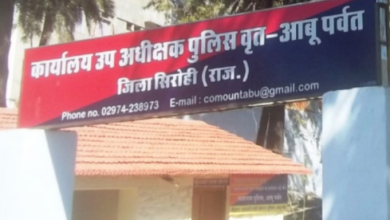 कार्यालय उप अधीक्षक पुलिस वृत-आबू पर्वत
जिला सिरोही (राज.)
Phone no. 02974-238973 E-mail : comountabu@gmail.com